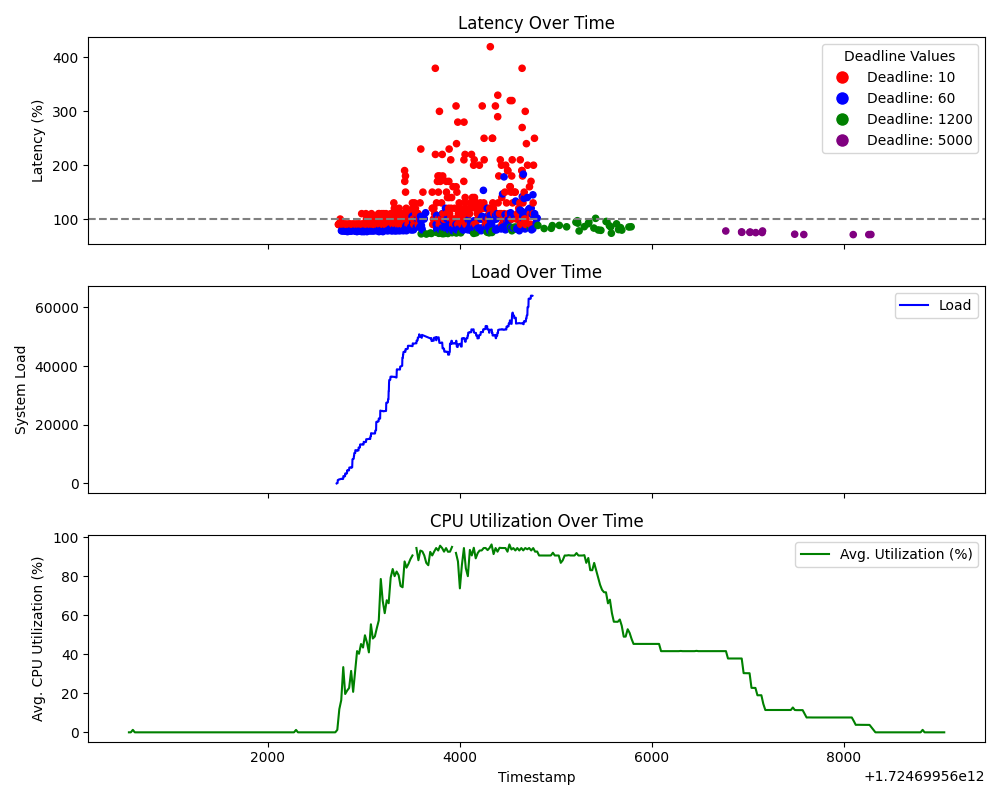 Latency Over Time
Latency (%)
400
300
200
100
Deadline Values
Deadline: 10
Deadline: 60
Deadline: 1200
Deadline: 5000
Load Over Time
System Load
60000
40000
20000
0
Load
CPU Utilization Over Time
Avg. CPU Utilization (%)
100
80
60
40
20
0
Avg. Utilization (%)
2000
4000
6000
8000
Timestamp
+1.72469956e12